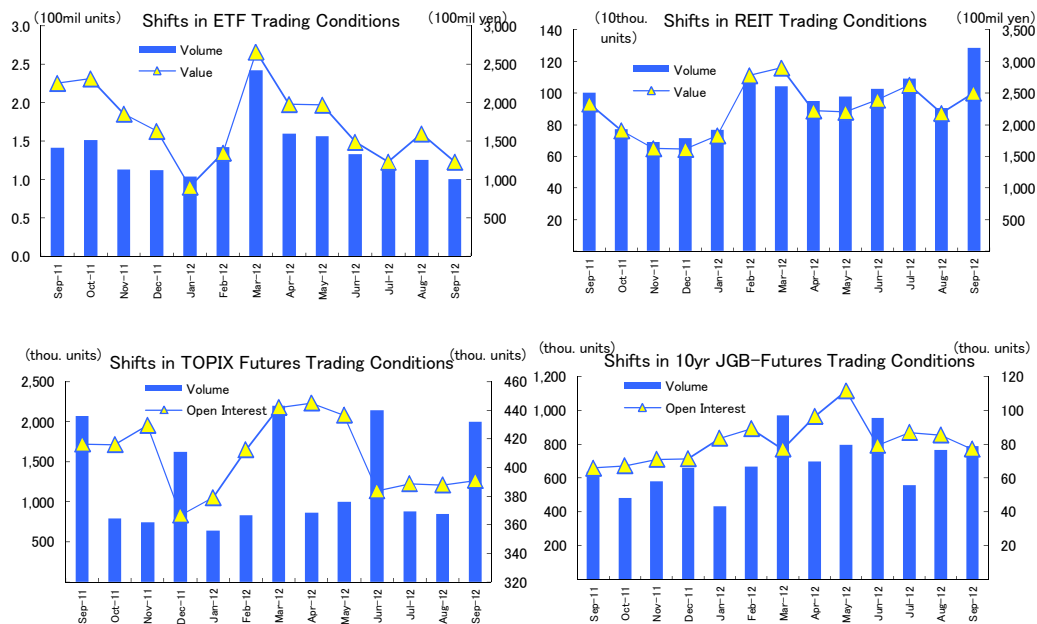 (100mil units)
Shifts in ETF Trading Conditions
(100mil yen)
3.0
2.5
2.0
1.5
1.0
0.5
0.0
Volume
Value
3,000
2,500
2,000
1,500
1,000
500
Sep-11
Oct-11
Nov-11
Dec-11
Jan-12
Feb-12
Mar-12
Apr-12
May-12
Jun-12
Jul-12
Aug-12
Sep-12
(10thou. units)
Shifts in REIT Trading Conditions
(100mil yen)
140
120
100
80
60
40
20
Volume
Value
3,500
3,000
2,500
2,000
1,500
1,000
500
Sep-11
Oct-11
Nov-11
Dec-11
Jan-12
Feb-12
Mar-12
Apr-12
May-12
Jun-12
Jul-12
Aug-12
Sep-12
(thou. units)
Shifts in TOPIX Futures Trading Conditions
(thou. units)
2,500
2,000
1,500
1,000
500
Volume
Open Interest
460
440
420
400
380
360
340
320
Sep-11
Oct-11
Nov-11
Dec-11
Jan-12
Feb-12
Mar-12
Apr-12
May-12
Jun-12
Jul-12
Aug-12
Sep-12
(thou. units)
Shifts in 10yr JGB-Futures Trading Conditions
(thou. units)
1,200
1,000
800
600
400
200
Volume
Open Interest
120
100
80
60
40
20
Sep-11
Oct-11
Nov-11
Dec-11
Jan-12
Feb-12
Mar-12
Apr-12
May-12
Jun-12
Jul-12
Aug-12
Sep-12